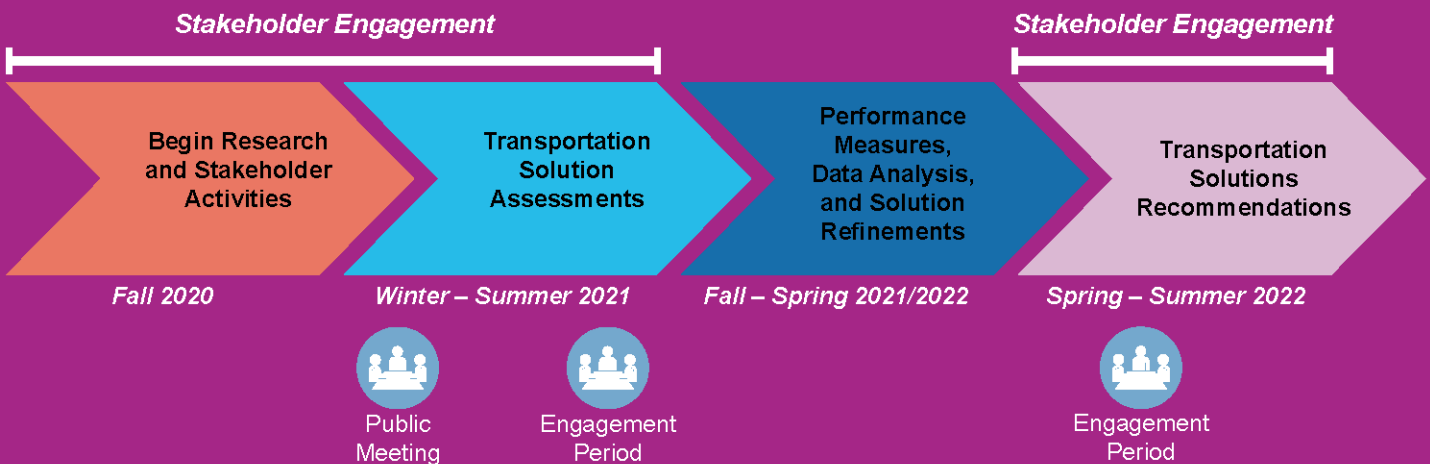 Stakeholder Engagement
Stakeholder Engagement
Begin Research
and Stakeholder
Activities
Transportation
Solution
Assessments
Performance
Measures,
Data Analysis,
and Solution
Refinements
Transportation
Solutions
Recommendations
Fall 2020
Winter – Summer 2021
Fall – Spring 2021/2022
Spring – Summer 2022
Public
Meeting
Engagement
Period
Engagement
Period